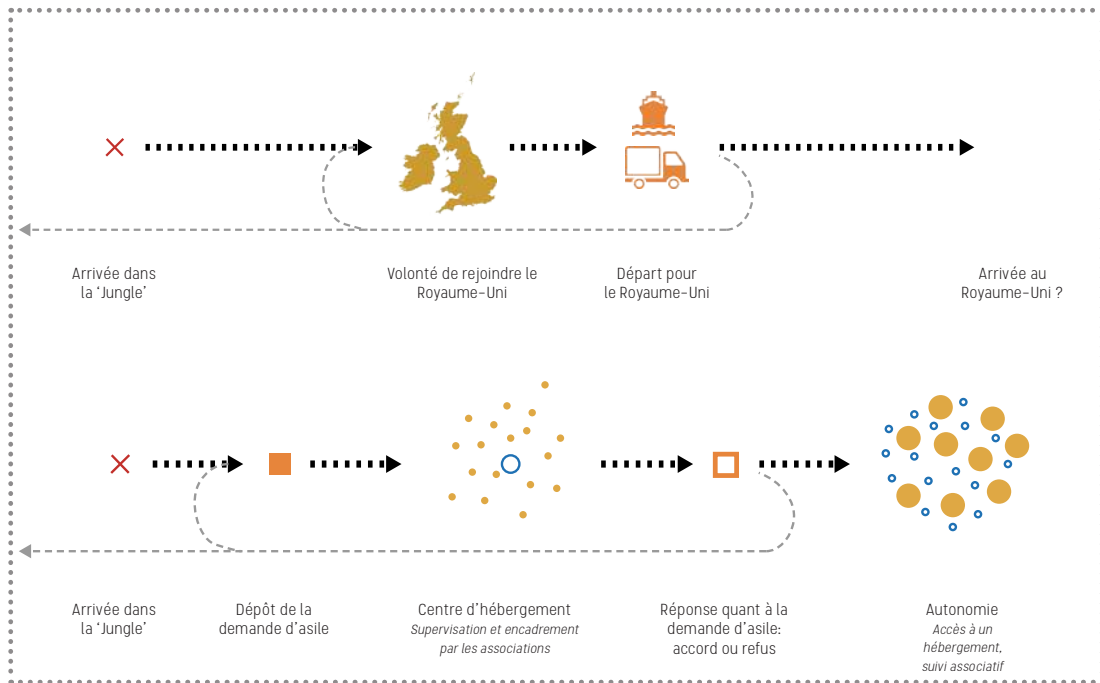 Arrivée dans
la ‘Jungle’
Volonté de rejoindre le
Royaume-Uni
Départ pour
le Royaume-Uni
Arrivée au
Royaume-Uni ?
Arrivée dans
la ‘Jungle’
Dépôt de la
demande d’asile
Centre d’hébergement
Supervision et encadrement
par les associations
Réponse quant à la
demande d’asile:
accord ou refus
Autonomie
Accès à un
hébergement,
suivi associatif